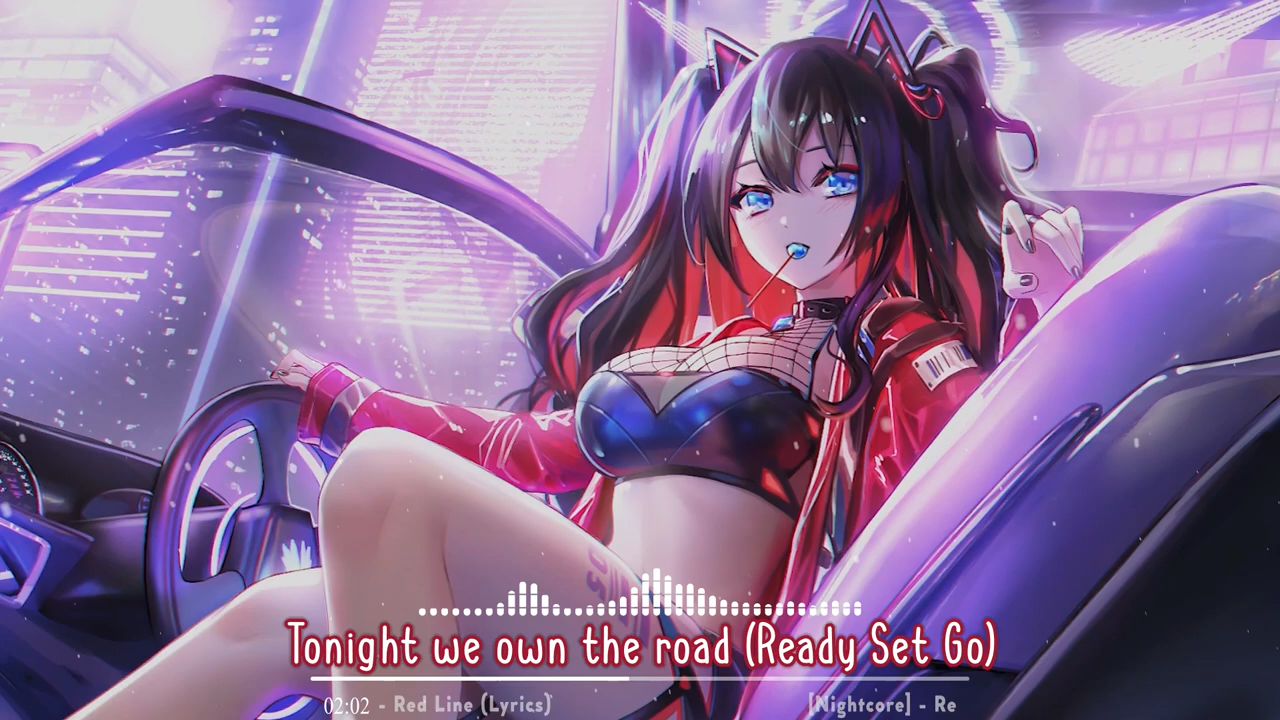 Tonight we own the road (Ready Set Go)
02:02 - Red Line (Lyrics) [Nightcore] - Re